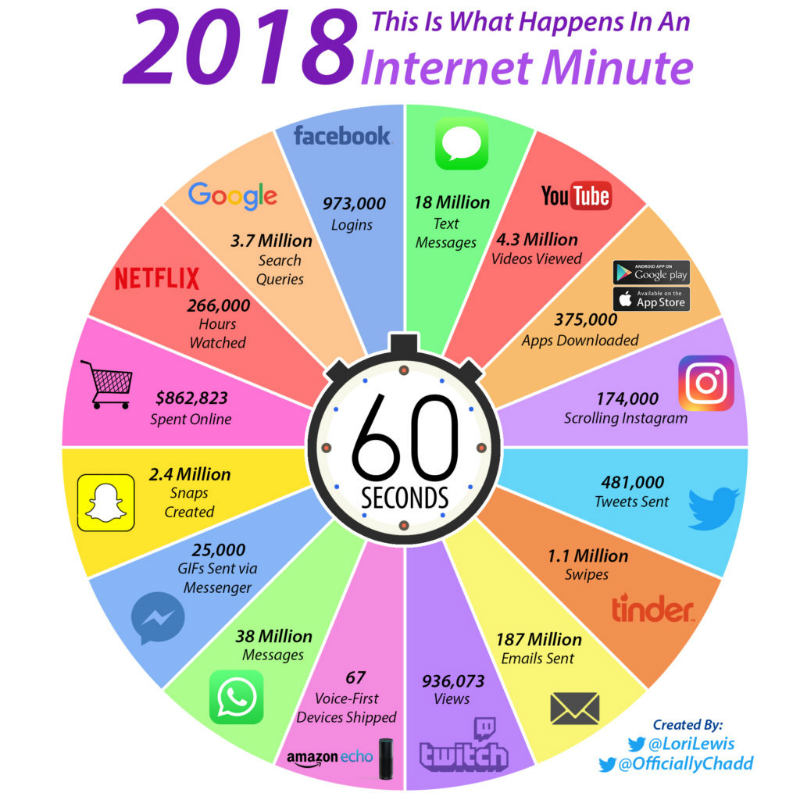 2018 This Is What Happens In An
Internet Minute
facebook
973,000
Logins
18 Million
Text
Messages
You Tube
4.3 Million
Videos Viewed
ANDROID APP ON
Google play
Available on the
App Store
375,000
Apps Downloaded
174,000
Scrolling Instagram
481,000
Tweets Sent
1.1 Million
Swipes
tinder
187 Million
Emails Sent
936,073
Views
twitch
67
Voice-First
Devices Shipped
amazon echo
38 Million
Messages
25,000
GIFs Sent via
Messenger
2.4 Million
Snaps
Created
$862,823
Spent Online
NETFLIX
266,000
Hours
Watched
Google
3.7 Million
Search
Queries
60
SECONDS
Created By:
@LoriLewis
@OfficiallyChadd